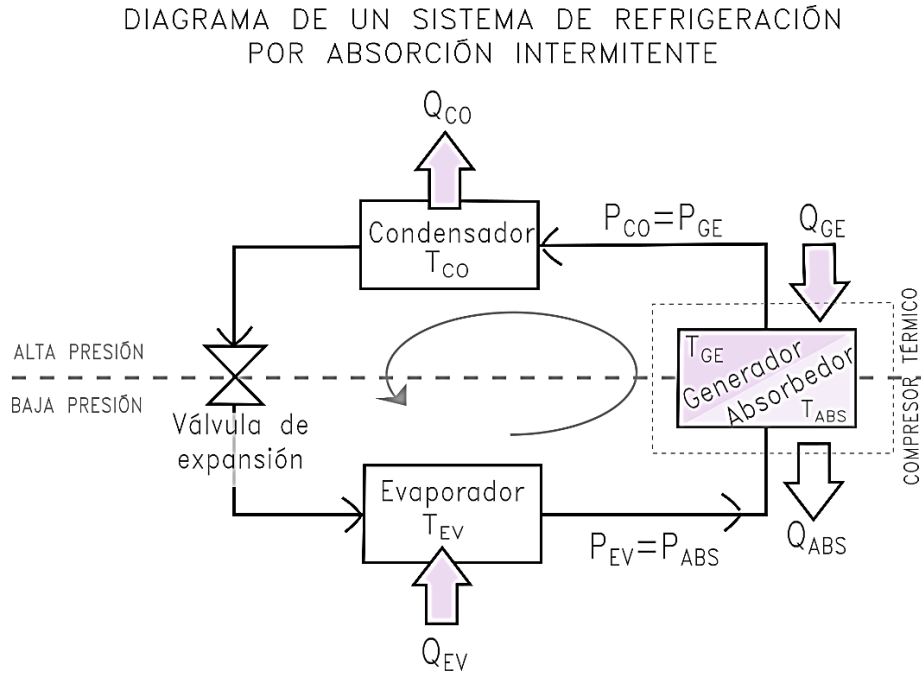 DIAGRAMA DE UN SISTEMA DE REFRIGERACIÓN
POR ABSORCIÓN INTERMITENTE
Q_CO
Condensador
T_CO
P_CO=P_GE
Q_GE
ALTA PRESIÓN
BAJA PRESIÓN
Válvula de
expansión
T_GE
Generador
Absorbedor
T_ABS
COMPRESOR TÉRMICO
Evaporador
T_EV
P_EV=P_ABS
Q_ABS
Q_EV